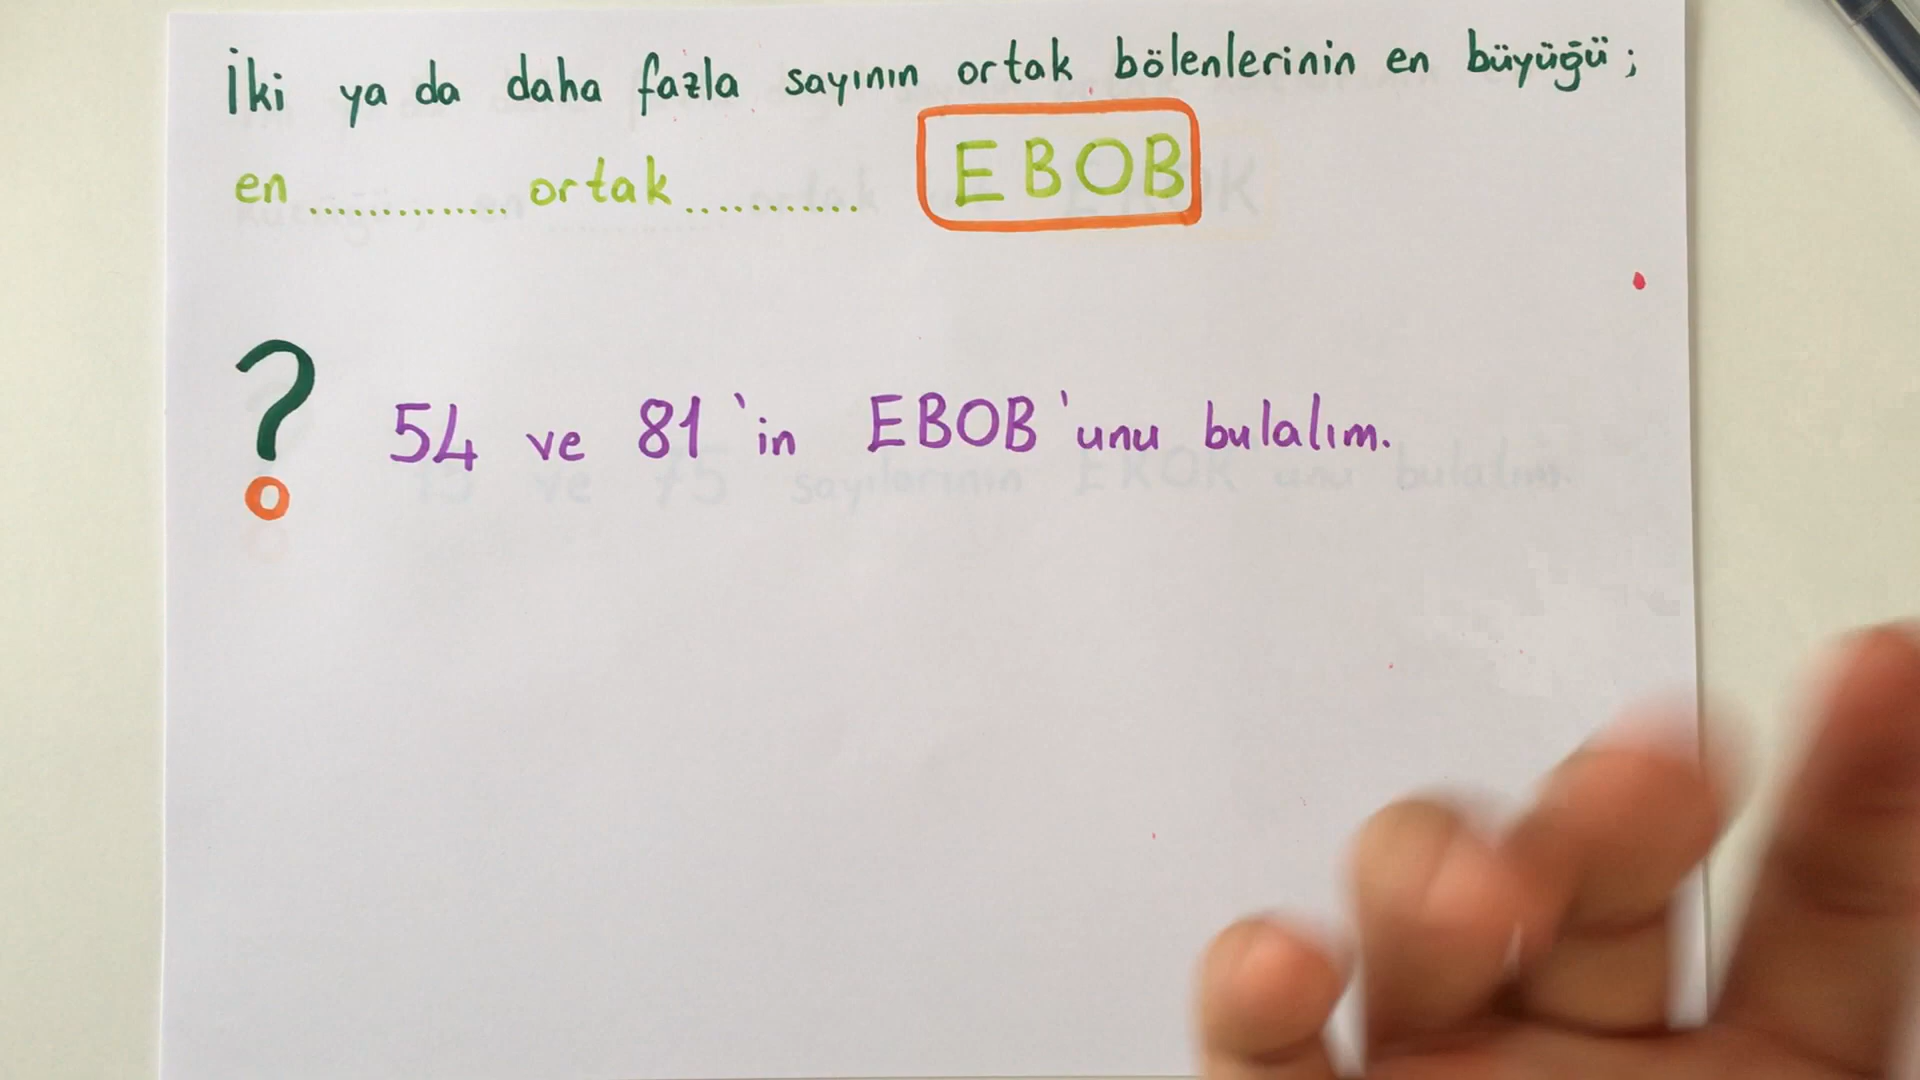 İki ya da daha fazla sayının ortak bölenlerinin en büyüğü;
en .............. ortak ............ EBOB
? 54 ve 81'in EBOB'unu bulalım.